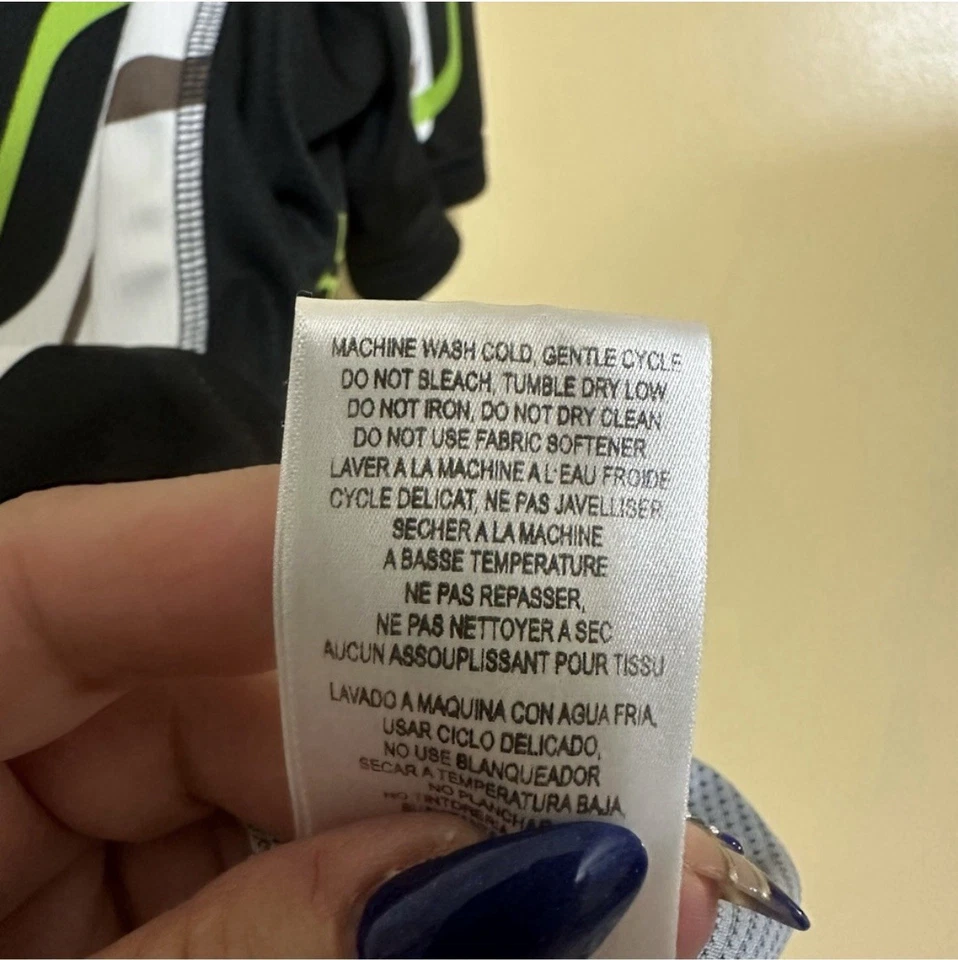 MACHINE WASH COLD, GENTLE CYCLE
DO NOT BLEACH, TUMBLE DRY LOW
DO NOT IRON, DO NOT DRY CLEAN
DO NOT USE FABRIC SOFTENER
LAVER A LA MACHINE A L'EAU FROIDE
CYCLE DELICAT, NE PAS JAVELLISER
SECHER A LA MACHINE
A BASSE TEMPERATURE
NE PAS REPASSER,
NE PAS NETTOYER A SEC
AUCUN ASSOUPLISSANT POUR TISSU
LAVADO A MAQUINA CON AGUA FRIA,
USAR CICLO DELICADO,
NO USE BLANQUEADOR
SECAR A TEMPERATURA BAJA
NO PLANCHAR
NO TINTORERIA